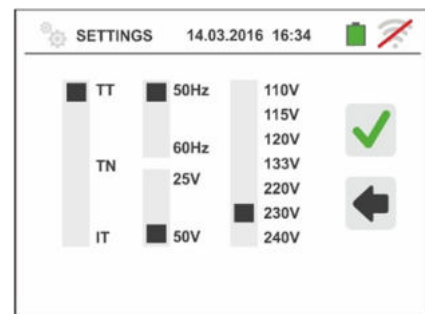 SETTINGS 14.03.2016 16:34
TT
TN
IT
50Hz
60Hz
25V
50V
110V
115V
120V
133V
220V
230V
240V